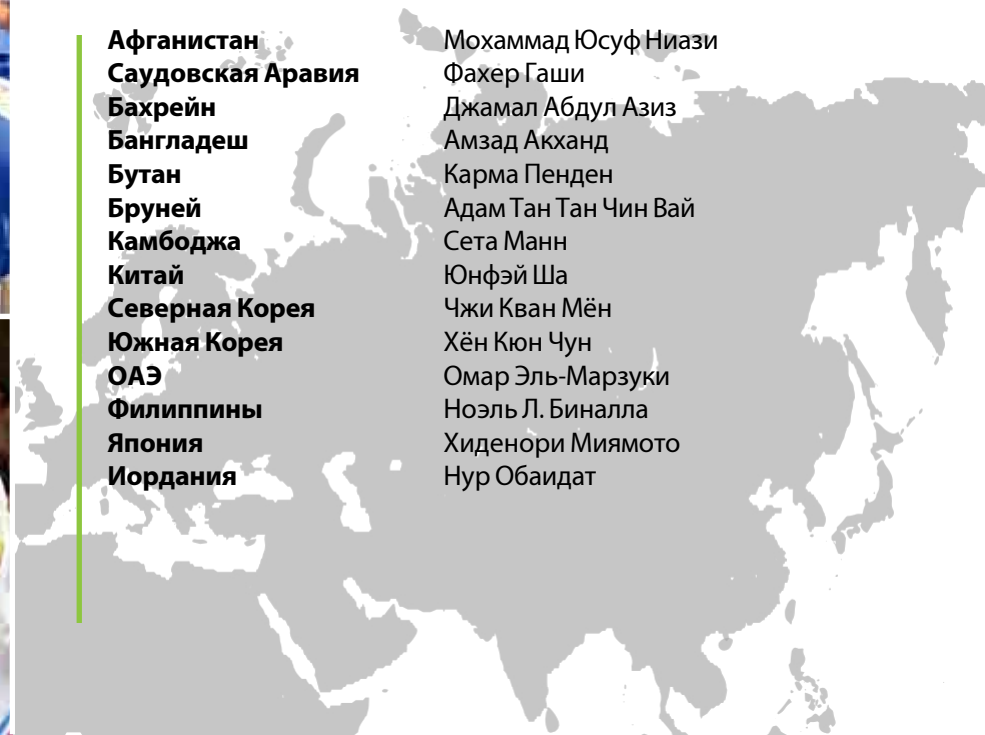 Афганистан Мохаммад Юсуф Ниази
Саудовская Аравия Фахер Гаши
Бахрейн Джамал Абдул Азиз
Бангладеш Амзад Акханд
Бутан Карма Пенден
Бруней Адам Тан Тан Чин Вай
Камбоджа Сета Манн
Китай Юнфэй Ша
Северная Корея Чжи Кван Мён
Южная Корея Хён Кюн Чун
ОАЭ Омар Эль-Марзуки
Филиппины Ноэль Л. Биналла
Япония Хиденори Миямото
Иордания Нур Обаидат